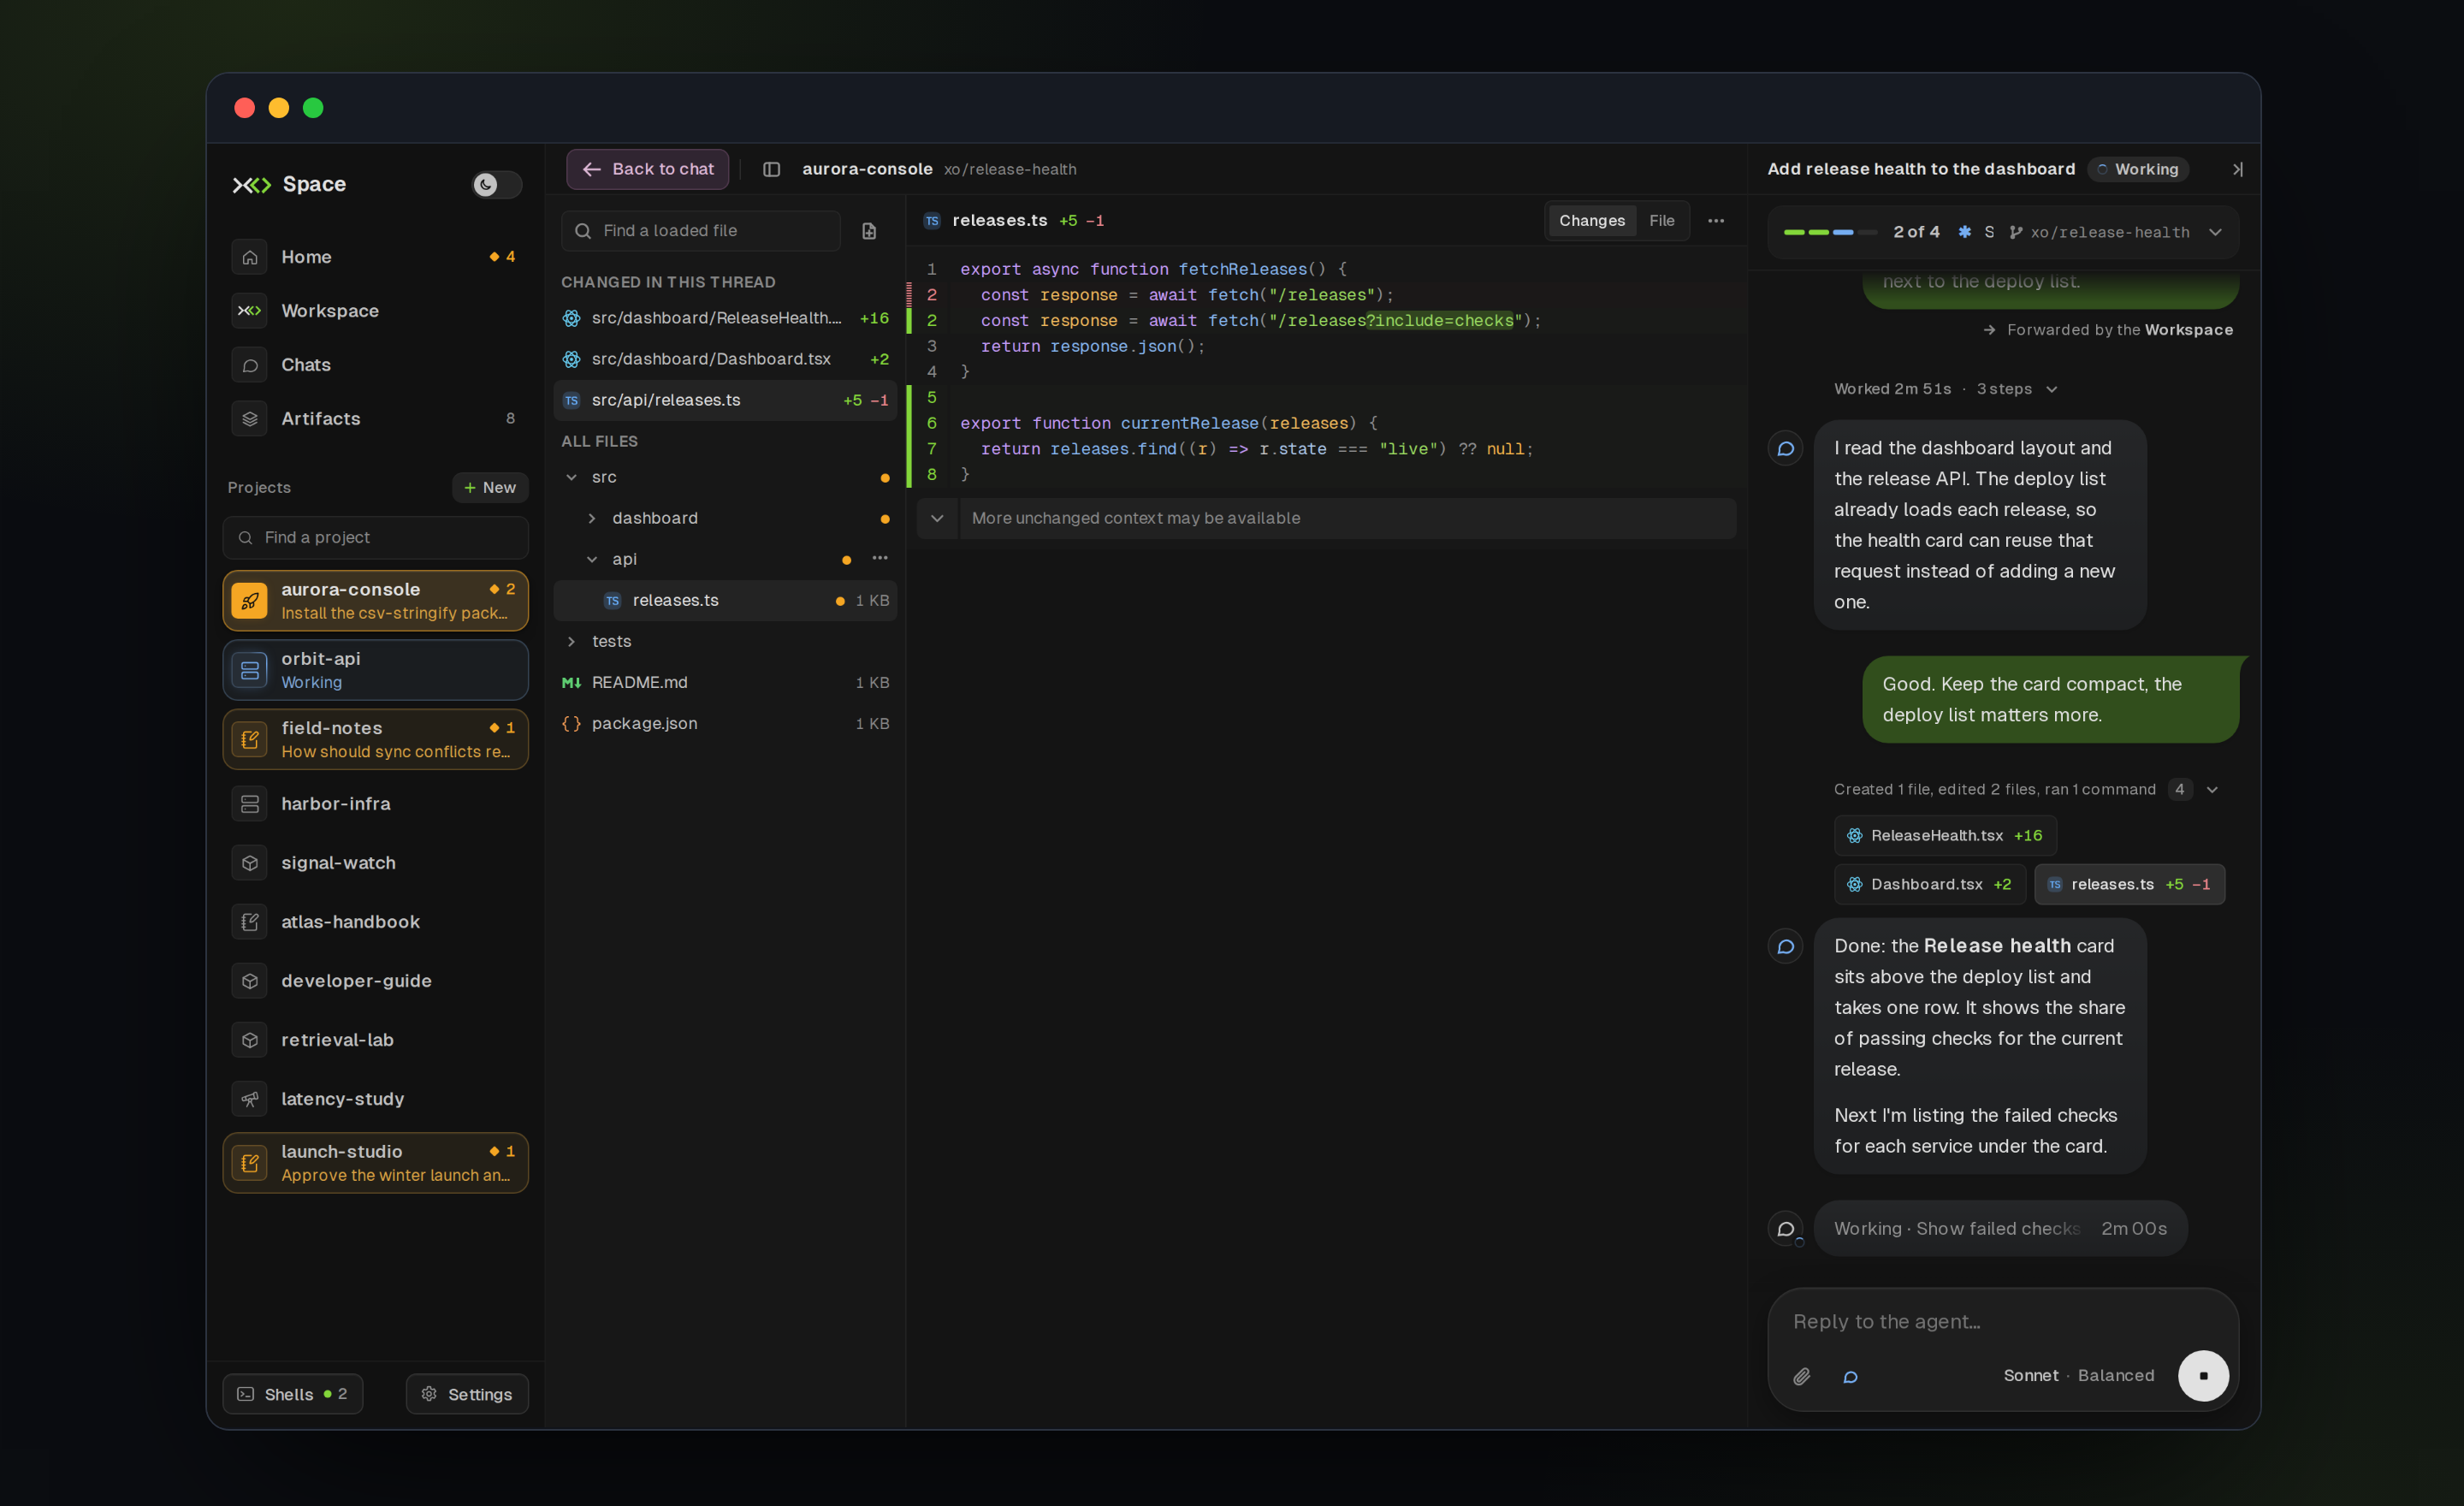 Space
Home 4
Workspace
Chats
Artifacts 8
Projects + New
Find a project
aurora-console 2
Install the csv-stringify pack...
orbit-api
Working
field-notes 1
How should sync conflicts re...
harbor-infra
signal-watch
atlas-handbook
developer-guide
retrieval-lab
latency-study
launch-studio 1
Approve the winter launch an...
Shells 2
Settings
Back to chat
aurora-console xo/release-health
Find a loaded file
CHANGED IN THIS THREAD
src/dashboard/ReleaseHealth.... +16
src/dashboard/Dashboard.tsx +2
TS src/api/releases.ts +5 −1
ALL FILES
src
dashboard
api
TS releases.ts 1 KB
tests
M↓ README.md 1 KB
{} package.json 1 KB
TS releases.ts +5 −1
Changes File
1 export async function fetchReleases() {
2 const response = await fetch("/releases");
2 const response = await fetch("/releases?include=checks");
3 return response.json();
4 }
5
6 export function currentRelease(releases) {
7 return releases.find((r) => r.state === "live") ?? null;
8 }
More unchanged context may be available
Add release health to the dashboard Working
2 of 4 S xo/release-health
next to the deploy list.
→ Forwarded by the Workspace
Worked 2m 51s · 3 steps
I read the dashboard layout and
the release API. The deploy list
already loads each release, so
the health card can reuse that
request instead of adding a new
one.
Good. Keep the card compact, the
deploy list matters more.
Created 1 file, edited 2 files, ran 1 command 4
ReleaseHealth.tsx +16
Dashboard.tsx +2
TS releases.ts +5 −1
Done: the Release health card
sits above the deploy list and
takes one row. It shows the share
of passing checks for the current
release.
Next I'm listing the failed checks
for each service under the card.
Working · Show failed checks 2m 00s
Reply to the agent...
Sonnet · Balanced